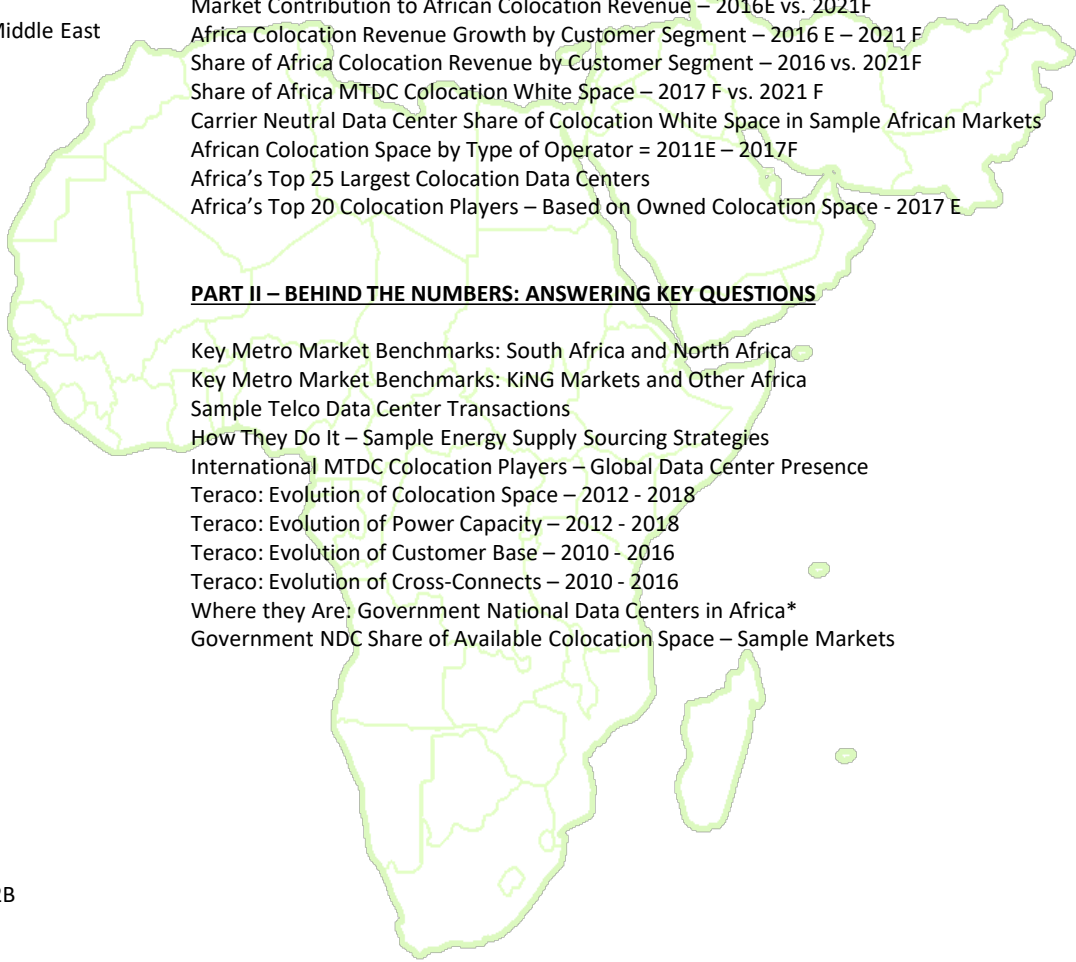 Market Contribution to African Colocation Revenue – 2016E vs. 2021F
Middle East
Africa Colocation Revenue Growth by Customer Segment – 2016 E – 2021 F
Share of Africa Colocation Revenue by Customer Segment – 2016 vs. 2021F
Share of Africa MTDC Colocation White Space – 2017 F vs. 2021 F
Carrier Neutral Data Center Share of Colocation White Space in Sample African Markets
African Colocation Space by Type of Operator = 2011E – 2017F
Africa’s Top 25 Largest Colocation Data Centers
Africa’s Top 20 Colocation Players – Based on Owned Colocation Space - 2017 E
PART II – BEHIND THE NUMBERS: ANSWERING KEY QUESTIONS
Key Metro Market Benchmarks: South Africa and North Africa
Key Metro Market Benchmarks: KiNG Markets and Other Africa
Sample Telco Data Center Transactions
How They Do It – Sample Energy Supply Sourcing Strategies
International MTDC Colocation Players – Global Data Center Presence
Teraco: Evolution of Colocation Space – 2012 - 2018
Teraco: Evolution of Power Capacity – 2012 - 2018
Teraco: Evolution of Customer Base – 2010 - 2016
Teraco: Evolution of Cross-Connects – 2010 - 2016
Where they Are: Government National Data Centers in Africa*
Government NDC Share of Available Colocation Space – Sample Markets
2B